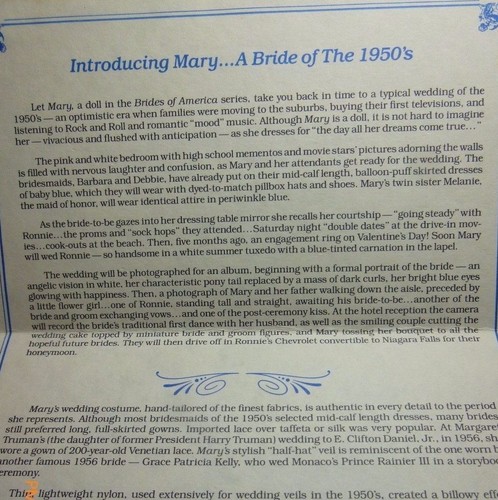 Introducing Mary...A Bride of The 1950's
Let Mary, a doll in the Brides of America series, take you back in time to a typical wedding of the
1950's — an optimistic era when families were moving to the suburbs, buying their first televisions, and
listening to Rock and Roll and romantic "mood" music. Although Mary is a doll, it is not hard to imagine
her — vivacious and flushed with anticipation — as she dresses for "the day all her dreams come true..."
The pink and white bedroom with high school mementos and movie stars' pictures adorning the walls
is filled with nervous laughter and confusion, as Mary and her attendants get ready for the wedding. The
bridesmaids, Barbara and Debbie, have already put on their mid-calf length, balloon-puff skirted dresses
of baby blue, which they will wear with dyed-to-match pillbox hats and shoes. Mary's twin sister Melanie,
the maid of honor, will wear identical attire in periwinkle blue.
As the bride-to-be gazes into her dressing table mirror she recalls her courtship — "going steady" with
Ronnie...the proms and "sock hops" they attended...Saturday night "double dates" at the drive-in mov-
ies...cook-outs at the beach. Then, five months ago, an engagement ring on Valentine's Day! Soon Mary
will wed Ronnie — so handsome in a white summer tuxedo with a blue-tinted carnation in the lapel.
The wedding will be photographed for an album, beginning with a formal portrait of the bride — an
angelic vision in white, her characteristic pony tail replaced by a mass of dark curls, her bright blue eyes
glowing with happiness. Then, a photograph of Mary and her father walking down the aisle, preceded by
a little flower girl...one of Ronnie, standing tall and straight, awaiting his bride-to-be...another of the
bride and groom exchanging vows...and one of the post-ceremony kiss. At the hotel reception the camera
will record the bride's traditional first dance with her husband, as well as the smiling couple cutting the
wedding cake topped by miniature bride and groom figures, and Mary tossing her bouquet to all the
hopeful future brides. They will then drive off in Ronnie's Chevrolet convertible to Niagara Falls for their
honeymoon.
Mary's wedding costume, hand-tailored of the finest fabrics, is authentic in every detail to the period
she represents. Although most bridesmaids of the 1950's selected mid-calf length dresses, many brides
still preferred long, full-skirted gowns. Imported lace over taffeta or silk was very popular. At Margaret
Truman's (the daughter of former President Harry Truman) wedding to E. Clifton Daniel, Jr., in 1956, sh
wore a gown of 200-year-old Venetian lace. Mary's stylish "half-hat" veil is reminiscent of the one worn b
another famous 1956 bride — Grace Patricia Kelly, who wed Monaco's Prince Rainier III in a storyboo
ceremony.
lightweight nylon, used extensively for wedding veils in the 1950's, created a billowy eff